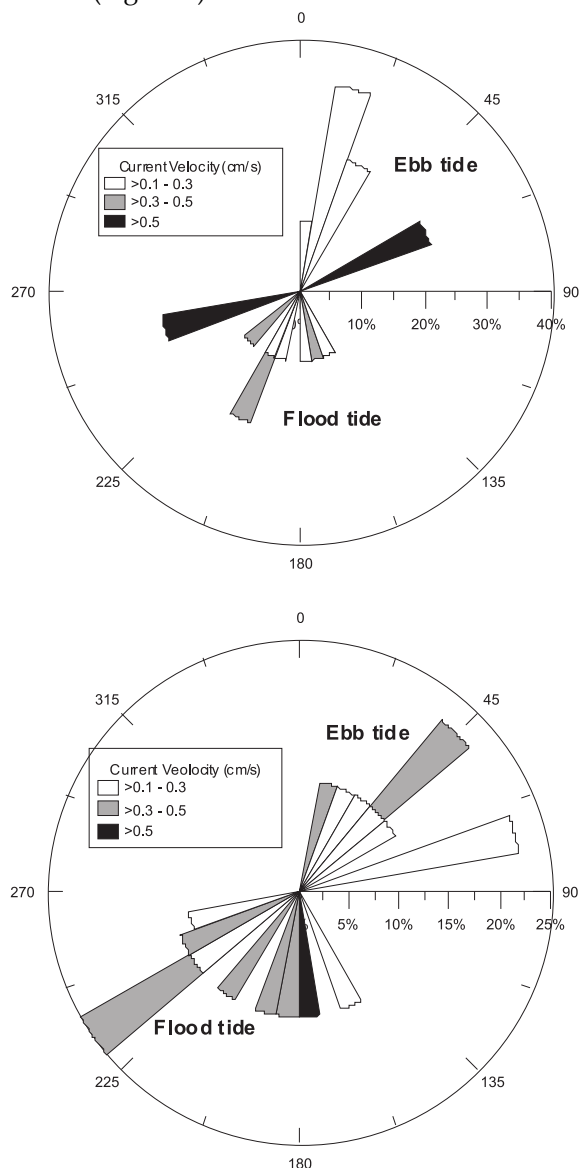 0
315
45
Current Velocity (cm/s)
>0.1 - 0.3
>0.3 - 0.5
>0.5
Ebb tide
270
90
10%
20%
30%
40%
Flood tide
225
135
180
0
315
45
Ebb tide
Current Veolocity (cm/s)
>0.1 - 0.3
>0.3 - 0.5
>0.5
270
90
5%
10%
15%
20%
25%
Flood tide
225
135
180